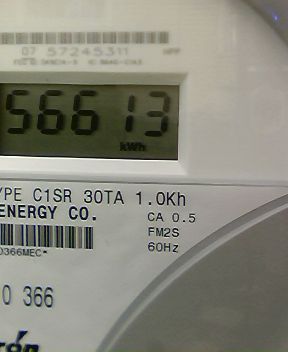 07 57245311
56613
kWh
YPE C1SR 30TA 1.0Kh
ENERGY CO.
CA 0.5
FM2S
60Hz
0366MEC*
0 366
rón